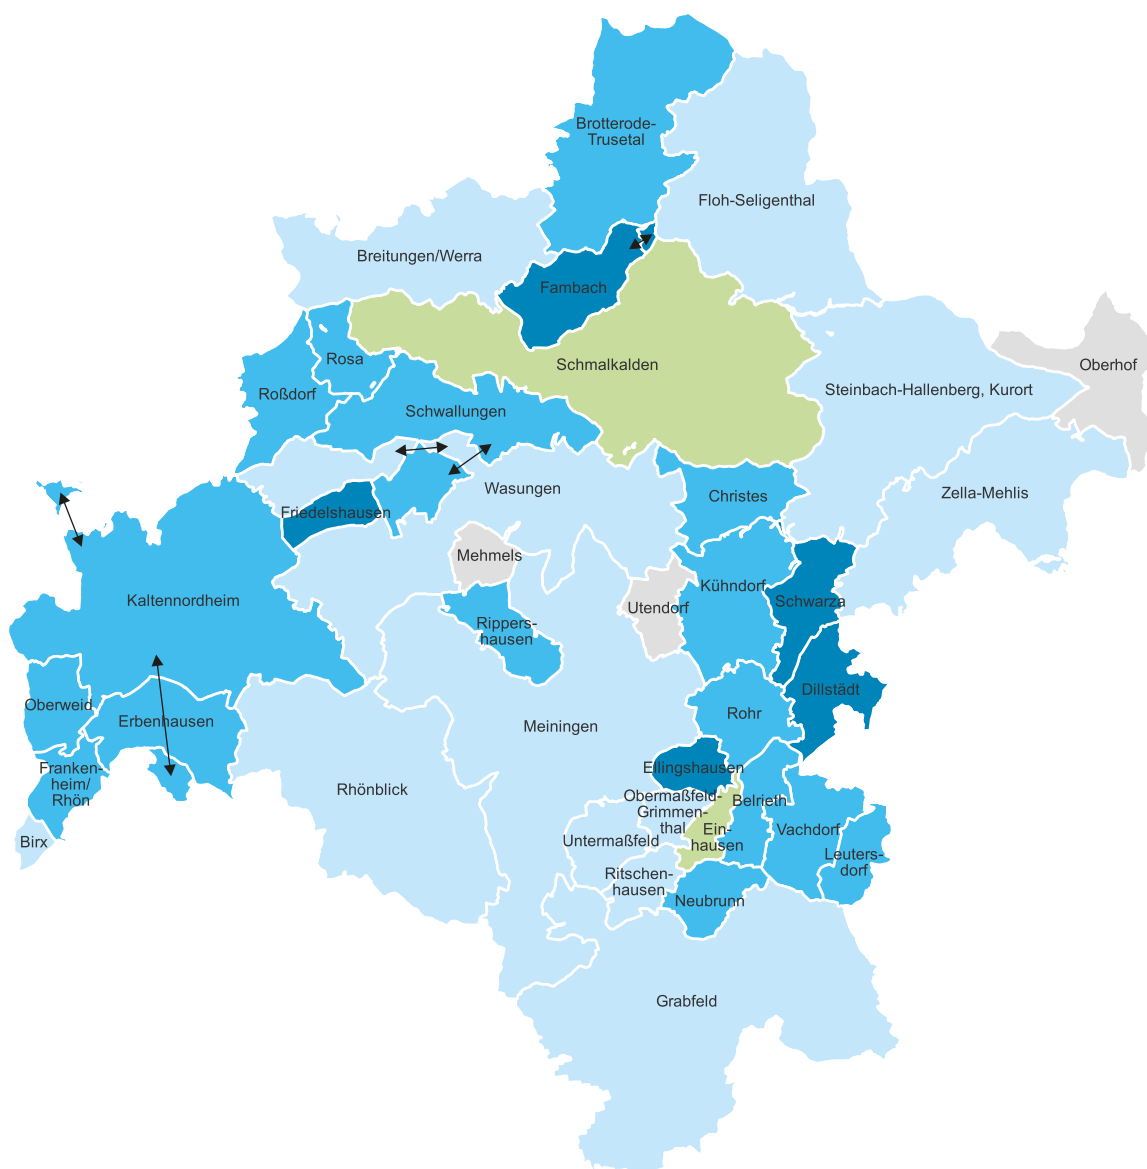 Brotterode-
Trusetal
Floh-Seligenthal
Breitungen/Werra
Fambach
Rosa
Schmalkalden
Oberhof
Roßdorf
Steinbach-Hallenberg, Kurort
Schwallungen
Wasungen
Christes
Zella-Mehlis
Friedelshausen
Mehmels
Kühndorf
Kaltennordheim
Utendorf
Schwarza
Rippers-
hausen
Dillstädt
Oberweid
Erbenhausen
Rohr
Meiningen
Franken-
heim/
Rhön
Ellingshausen
Rhönblick
Obermaßfeld-
Grimmen-
thal
Belrieth
Birx
Untermaßfeld
Ein-
hausen
Vachdorf
Leuters-
dorf
Ritschen-
hausen
Neubrunn
Grabfeld